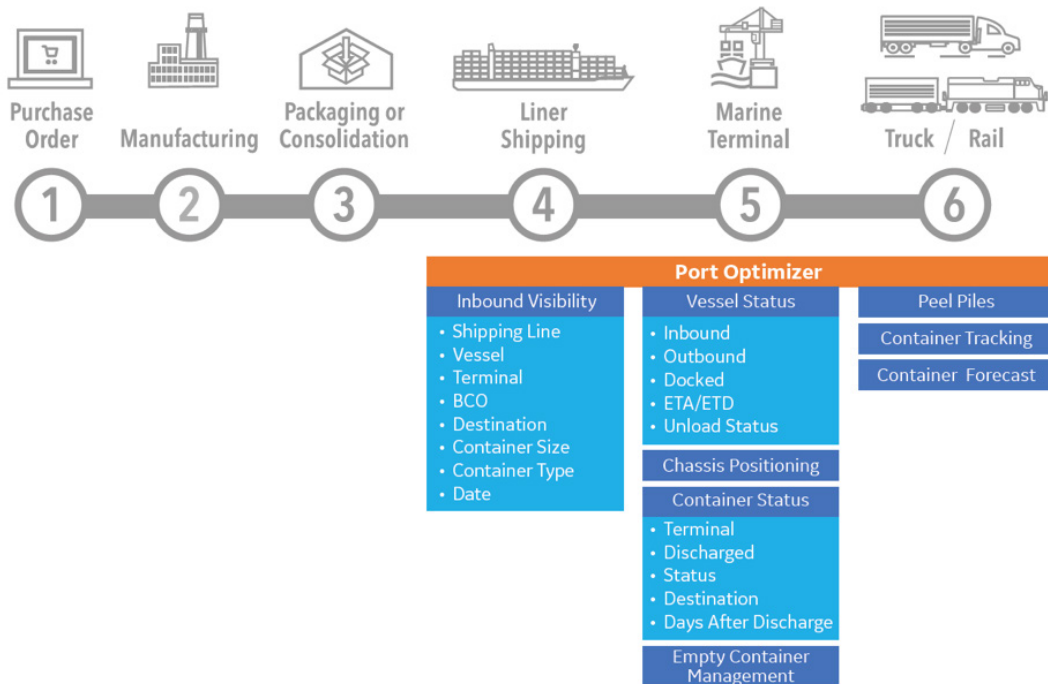 Purchase
Order
Manufacturing
Packaging or
Consolidation
Liner
Shipping
Marine
Terminal
Truck / Rail
1
2
3
4
5
6
Port Optimizer
Inbound Visibility
• Shipping Line
• Vessel
• Terminal
• BCO
• Destination
• Container Size
• Container Type
• Date
Vessel Status
• Inbound
• Outbound
• Docked
• ETA/ETD
• Unload Status
Chassis Positioning
Container Status
• Terminal
• Discharged
• Status
• Destination
• Days After Discharge
Empty Container
Management
Peel Piles
Container Tracking
Container Forecast